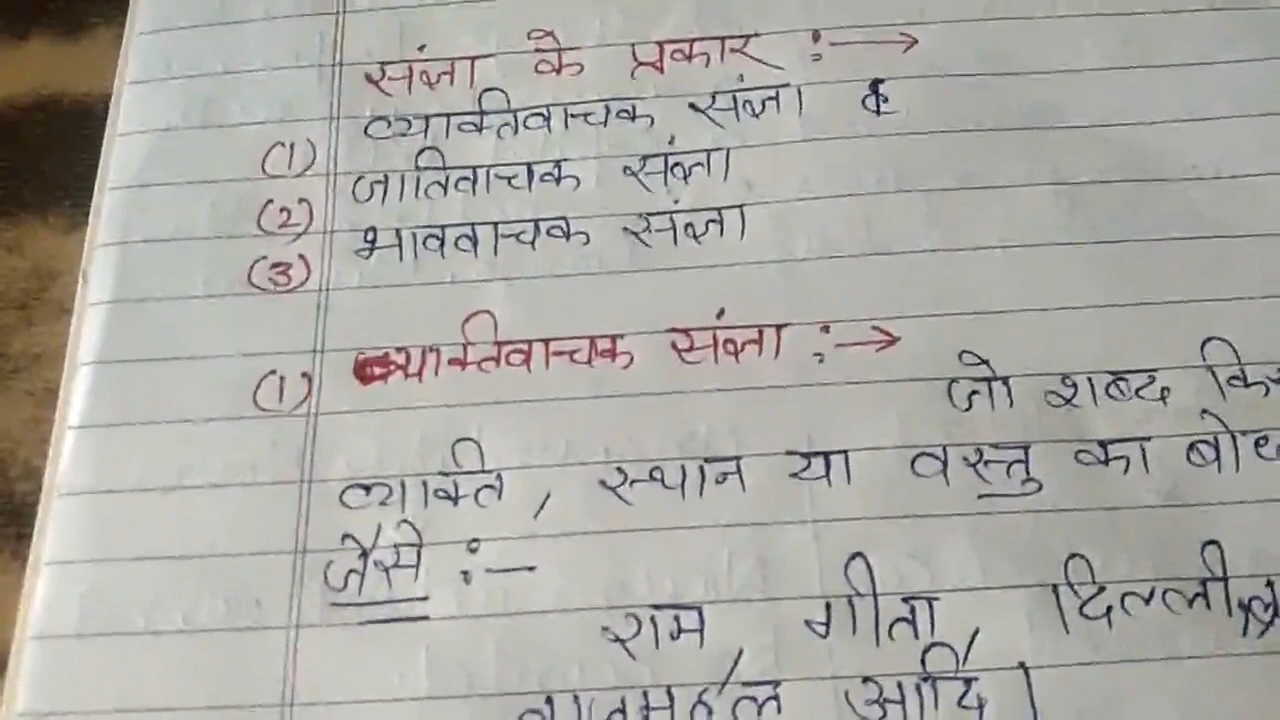 संज्ञा के प्रकार :→
(1) व्यक्तिवाचक संज्ञा
(2) जातिवाचक संज्ञा
(3) भाववाचक संज्ञा
(1) व्यक्तिवाचक संज्ञा :→
जो शब्द
व्यक्ति, स्थान या वस्तु का
जैसे :-
राम, गीता, दिल्ली,
आदि।